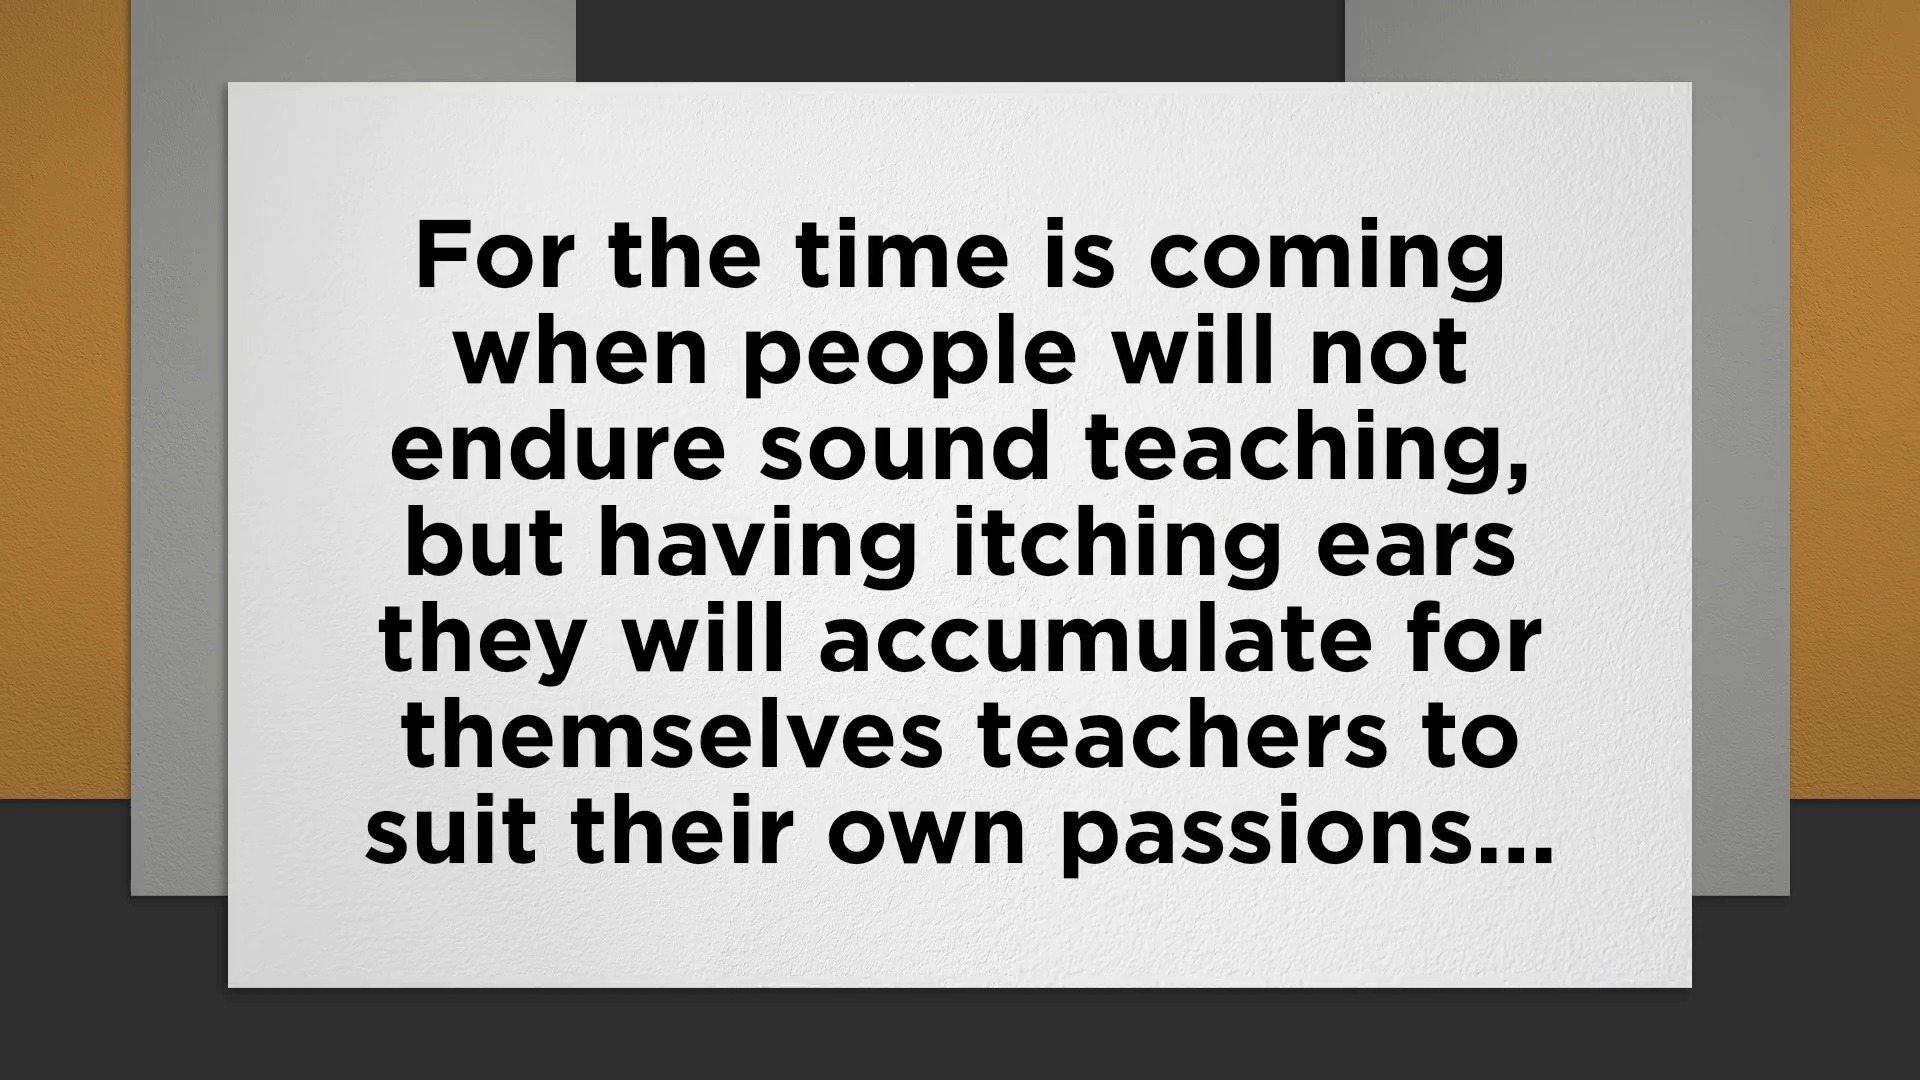 For the time is coming
when people will not
endure sound teaching,
but having itching ears
they will accumulate for
themselves teachers to
suit their own passions...